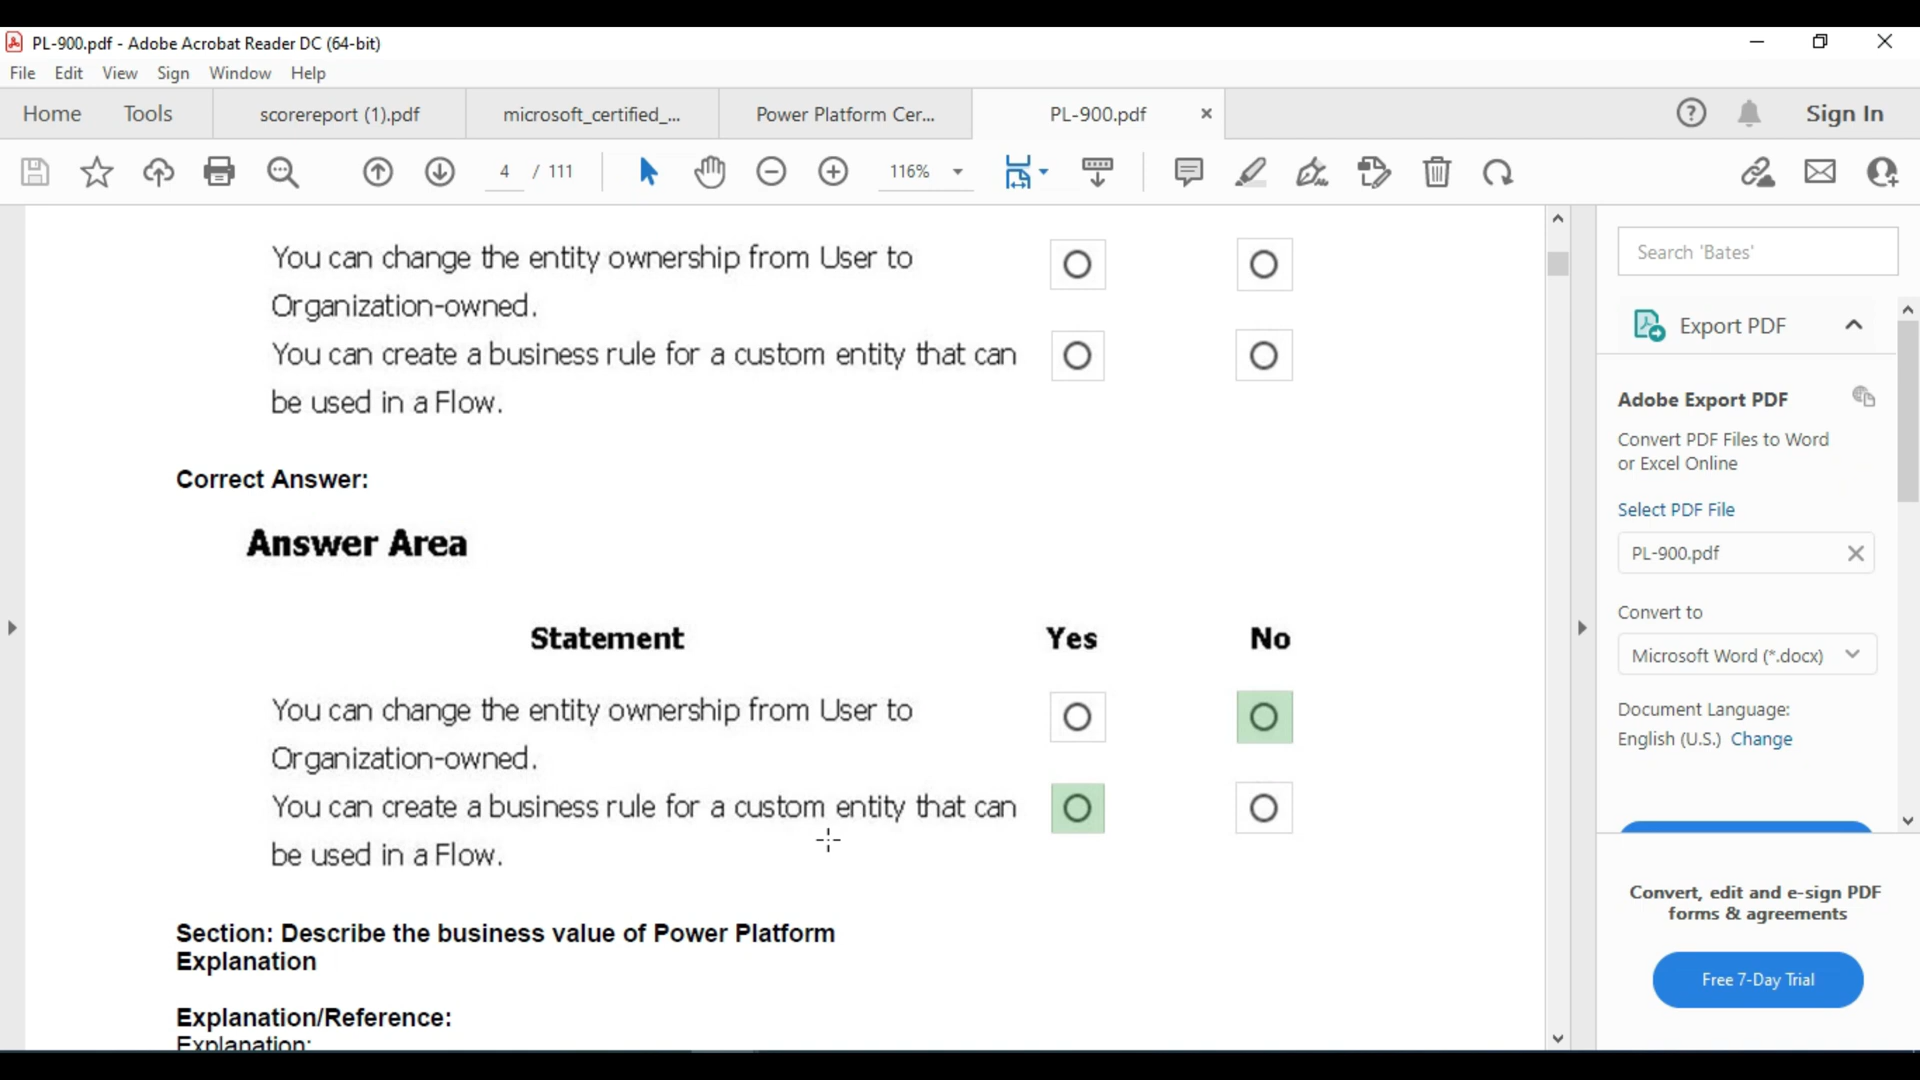 PL-900.pdf - Adobe Acrobat Reader DC (64-bit)
File Edit View Sign Window Help
Home Tools scorereport (1).pdf microsoft_certified_... Power Platform Cer... PL-900.pdf × Sign In
4 / 111 116%
You can change the entity ownership from User to
Organization-owned.
You can create a business rule for a custom entity that can
be used in a Flow.
Correct Answer:
Answer Area
Statement Yes No
You can change the entity ownership from User to
Organization-owned.
You can create a business rule for a custom entity that can
be used in a Flow.
Section: Describe the business value of Power Platform
Explanation
Explanation/Reference:
Explanation:
Search 'Bates'
Export PDF
Adobe Export PDF
Convert PDF Files to Word
or Excel Online
Select PDF File
PL-900.pdf
Convert to
Microsoft Word (*.docx)
Document Language:
English (U.S.) Change
Convert, edit and e-sign PDF
forms & agreements
Free 7-Day Trial